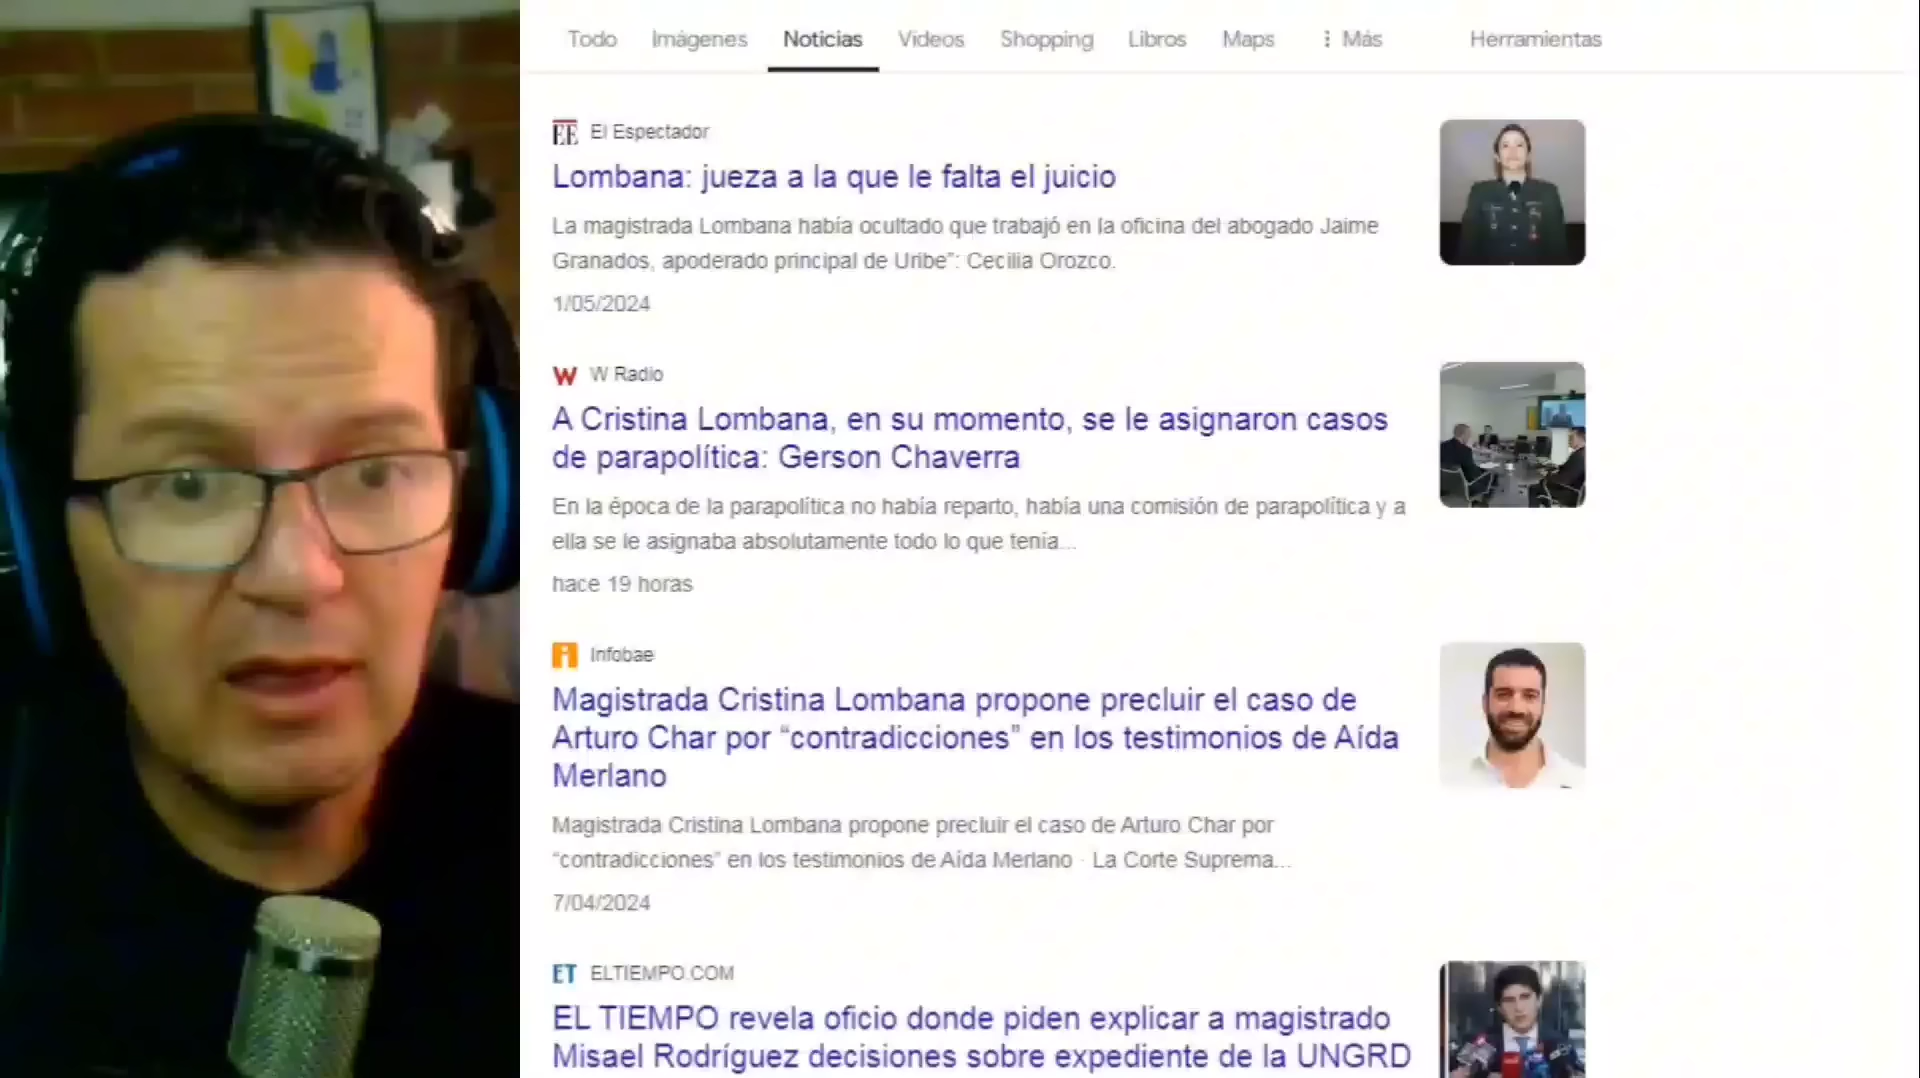 Todo Imágenes Noticias Videos Shopping Libros Maps Más Herramientas
El Espectador
Lombana: jueza a la que le falta el juicio
La magistrada Lombana había ocultado que trabajó en la oficina del abogado Jaime
Granados, apoderado principal de Uribe”: Cecilia Orozco.
1/05/2024
W Radio
A Cristina Lombana, en su momento, se le asignaron casos
de parapolítica: Gerson Chaverra
En la época de la parapolítica no había reparto, había una comisión de parapolítica y a
ella se le asignaba absolutamente todo lo que tenía...
hace 19 horas
Infobae
Magistrada Cristina Lombana propone precluir el caso de
Arturo Char por “contradicciones” en los testimonios de Aída
Merlano
Magistrada Cristina Lombana propone precluir el caso de Arturo Char por
“contradicciones” en los testimonios de Aída Merlano · La Corte Suprema...
7/04/2024
ET ELTIEMPO.COM
EL TIEMPO revela oficio donde piden explicar a magistrado
Misael Rodríguez decisiones sobre expediente de la UNGRD